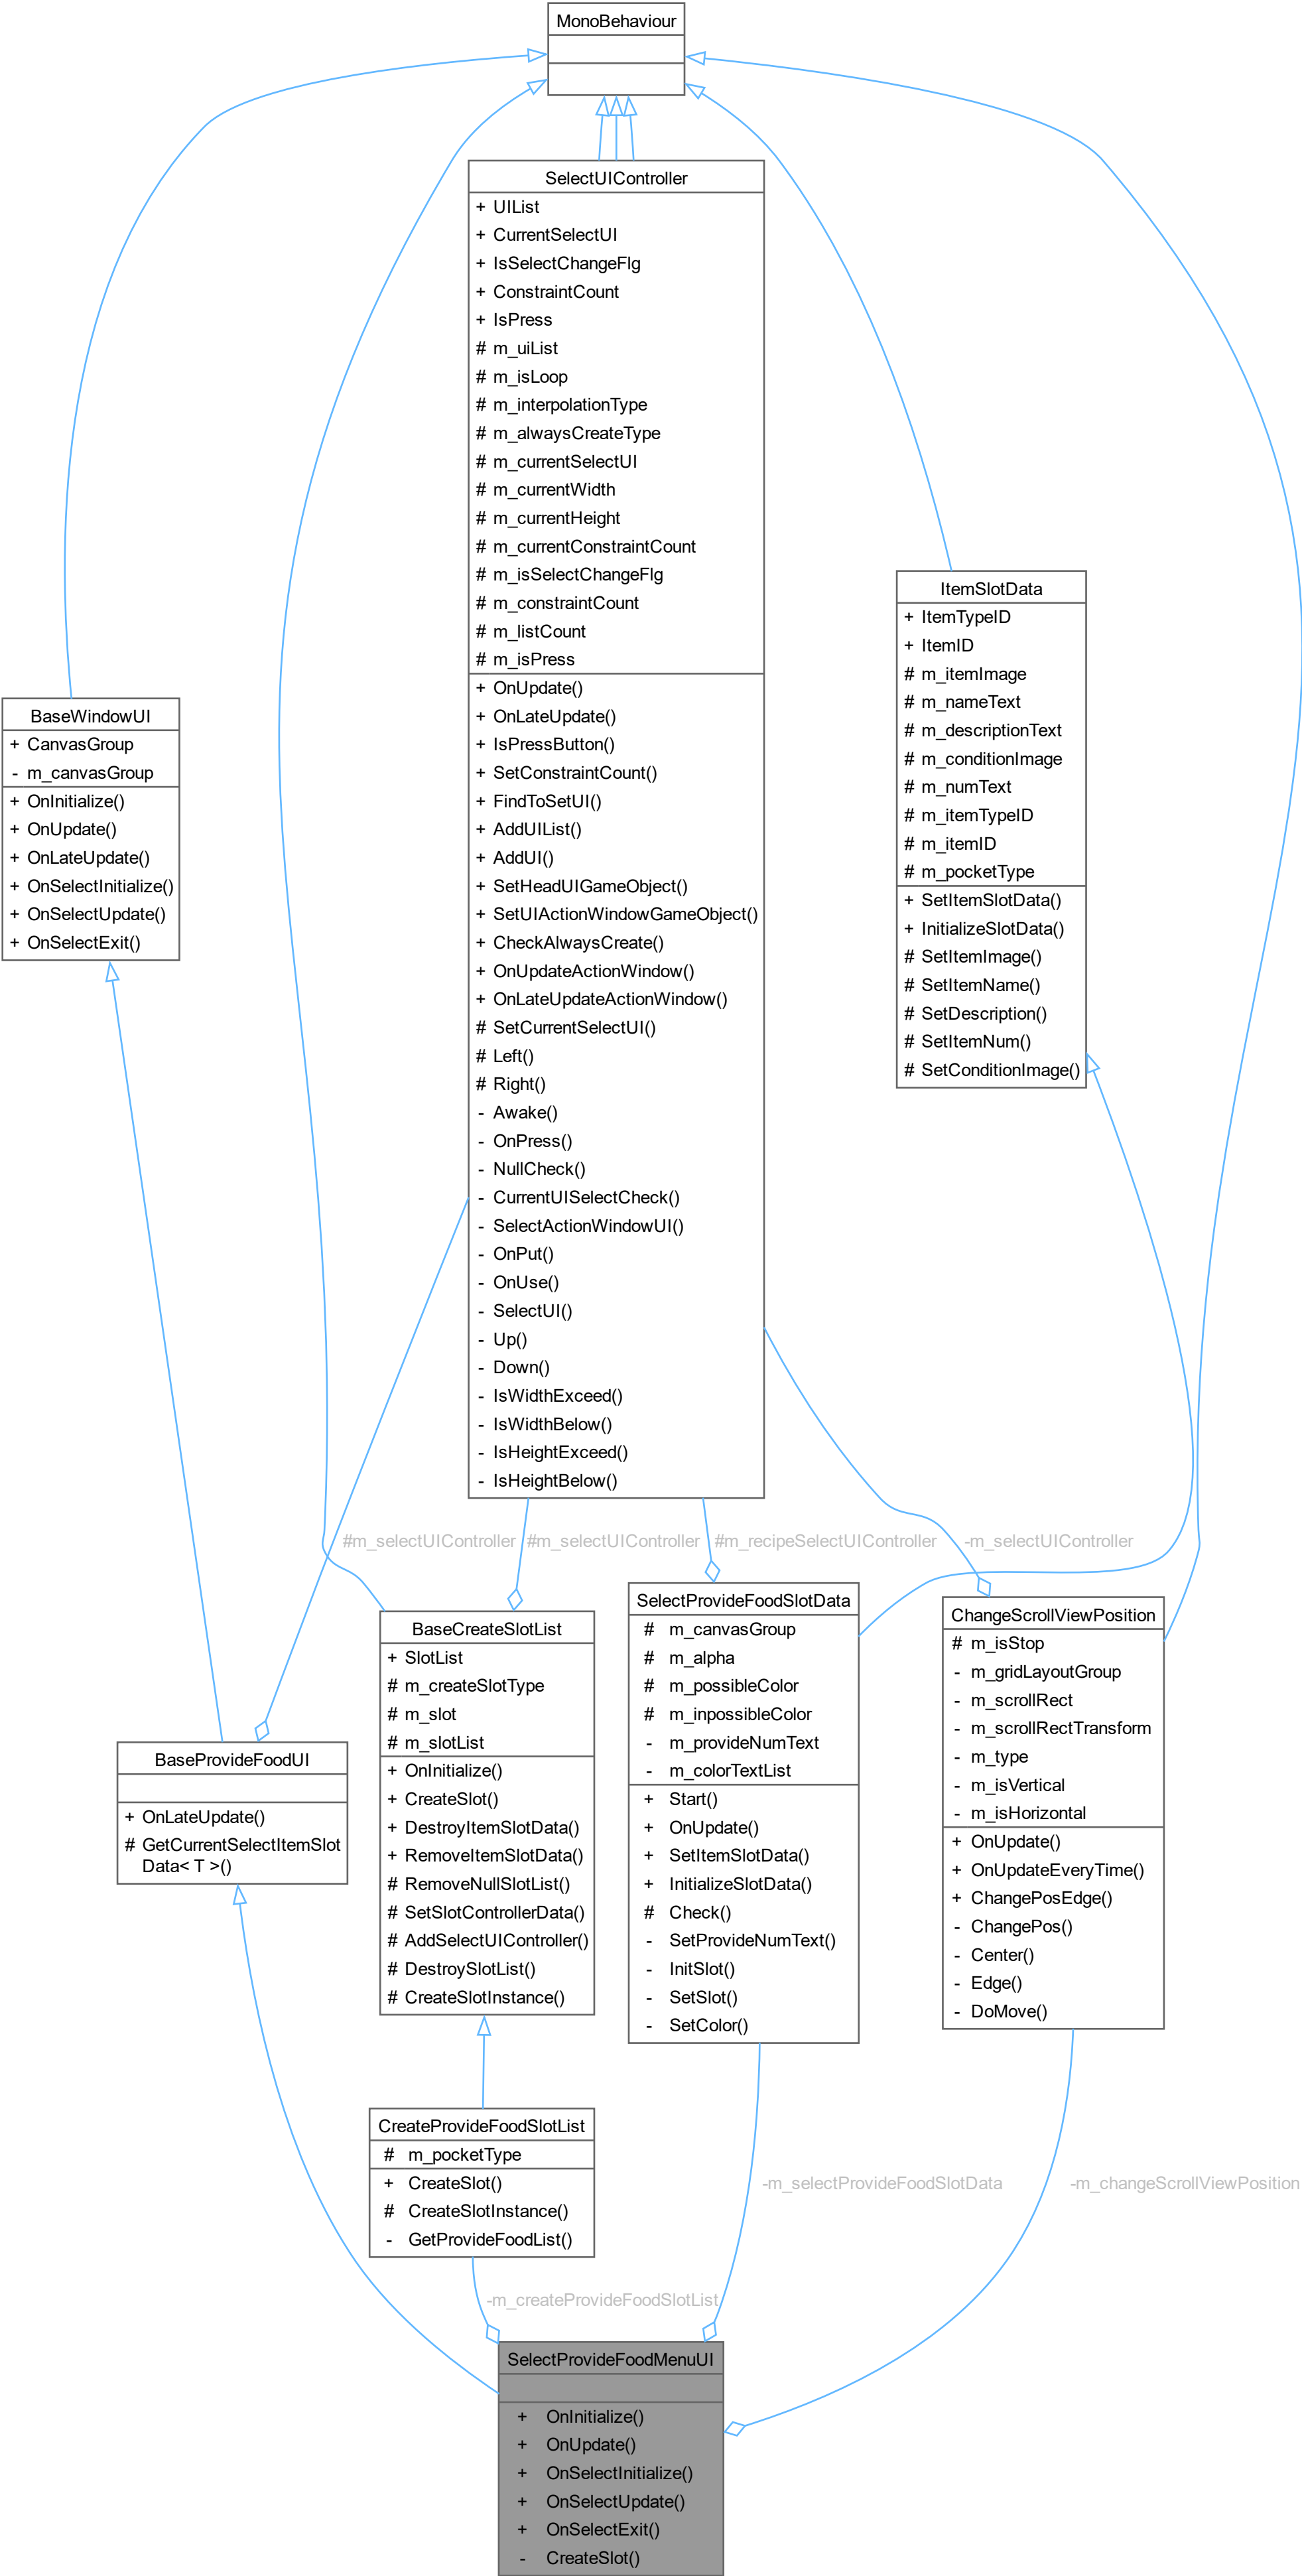 MonoBehaviour
SelectUIController
+ UIList
+ CurrentSelectUI
+ IsSelectChangeFlg
+ ConstraintCount
+ IsPress
# m_uiList
# m_isLoop
# m_interpolationType
# m_alwaysCreateType
# m_currentSelectUI
# m_currentWidth
# m_currentHeight
# m_currentConstraintCount
# m_isSelectChangeFlg
# m_constraintCount
# m_listCount
# m_isPress
+ OnUpdate()
+ OnLateUpdate()
+ IsPressButton()
+ SetConstraintCount()
+ FindToSetUI()
+ AddUIList()
+ AddUI()
+ SetHeadUIGameObject()
+ SetUIActionWindowGameObject()
+ CheckAlwaysCreate()
+ OnUpdateActionWindow()
+ OnLateUpdateActionWindow()
# SetCurrentSelectUI()
# Left()
# Right()
- Awake()
- OnPress()
- NullCheck()
- CurrentUISelectCheck()
- SelectActionWindowUI()
- OnPut()
- OnUse()
- SelectUI()
- Up()
- Down()
- IsWidthExceed()
- IsWidthBelow()
- IsHeightExceed()
- IsHeightBelow()
ItemSlotData
+ ItemTypeID
+ ItemID
# m_itemImage
# m_nameText
# m_descriptionText
# m_conditionImage
# m_numText
# m_itemTypeID
# m_itemID
# m_pocketType
+ SetItemSlotData()
+ InitializeSlotData()
# SetItemImage()
# SetItemName()
# SetDescription()
# SetItemNum()
# SetConditionImage()
BaseWindowUI
+ CanvasGroup
- m_canvasGroup
+ OnInitialize()
+ OnUpdate()
+ OnLateUpdate()
+ OnSelectInitialize()
+ OnSelectUpdate()
+ OnSelectExit()
#m_selectUIController
#m_selectUIController
#m_recipeSelectUIController
-m_selectUIController
BaseProvideFoodUI
+ OnLateUpdate()
# GetCurrentSelectItemSlot
Data< T >()
BaseCreateSlotList
+ SlotList
# m_createSlotType
# m_slot
# m_slotList
+ OnInitialize()
+ CreateSlot()
+ DestroyItemSlotData()
+ RemoveItemSlotData()
# RemoveNullSlotList()
# SetSlotControllerData()
# AddSelectUIController()
# DestroySlotList()
# CreateSlotInstance()
SelectProvideFoodSlotData
# m_canvasGroup
# m_alpha
# m_possibleColor
# m_inpossibleColor
- m_provideNumText
- m_colorTextList
+ Start()
+ OnUpdate()
+ SetItemSlotData()
+ InitializeSlotData()
# Check()
- SetProvideNumText()
- InitSlot()
- SetSlot()
- SetColor()
ChangeScrollViewPosition
# m_isStop
- m_gridLayoutGroup
- m_scrollRect
- m_scrollRectTransform
- m_type
- m_isVertical
- m_isHorizontal
+ OnUpdate()
+ OnUpdateEveryTime()
+ ChangePosEdge()
- ChangePos()
- Center()
- Edge()
- DoMove()
CreateProvideFoodSlotList
# m_pocketType
+ CreateSlot()
# CreateSlotInstance()
- GetProvideFoodList()
-m_selectProvideFoodSlotData
-m_changeScrollViewPosition
-m_createProvideFoodSlotList
SelectProvideFoodMenuUI
+ OnInitialize()
+ OnUpdate()
+ OnSelectInitialize()
+ OnSelectUpdate()
+ OnSelectExit()
- CreateSlot()